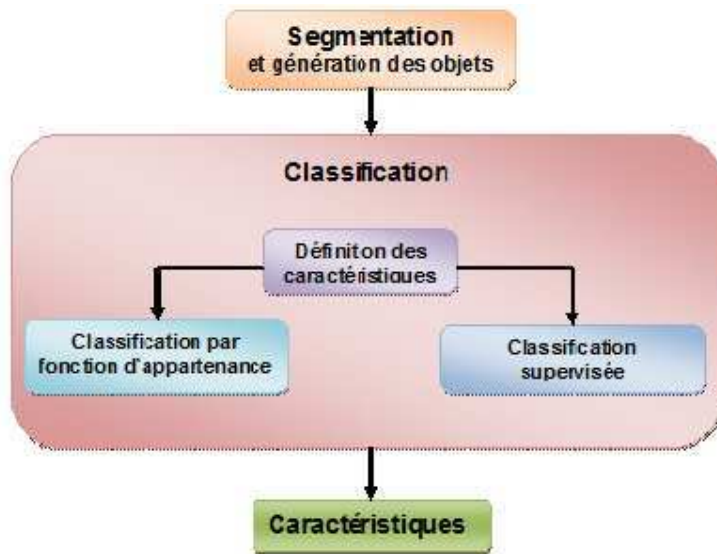 Segmentation
et génération des objets
Classification
Définiton des
caractéristiques
Classification par
fonction d'appartenance
Classifcation
supervisée
Caractéristiques